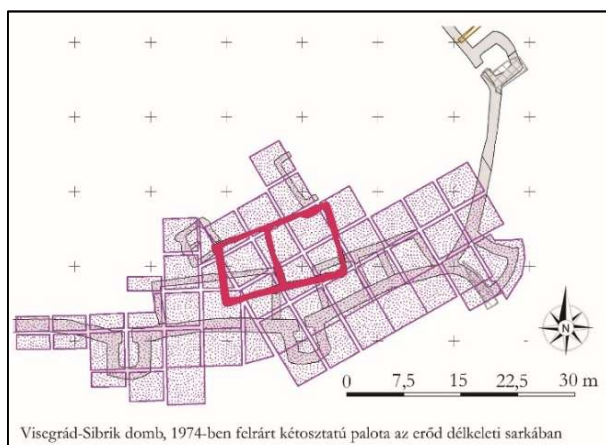 N
0 7,5 15 22,5 30 m
Visegrád-Sibrik domb, 1974-ben felrárt kétosztatú palota az erőd délkeleti sarkában